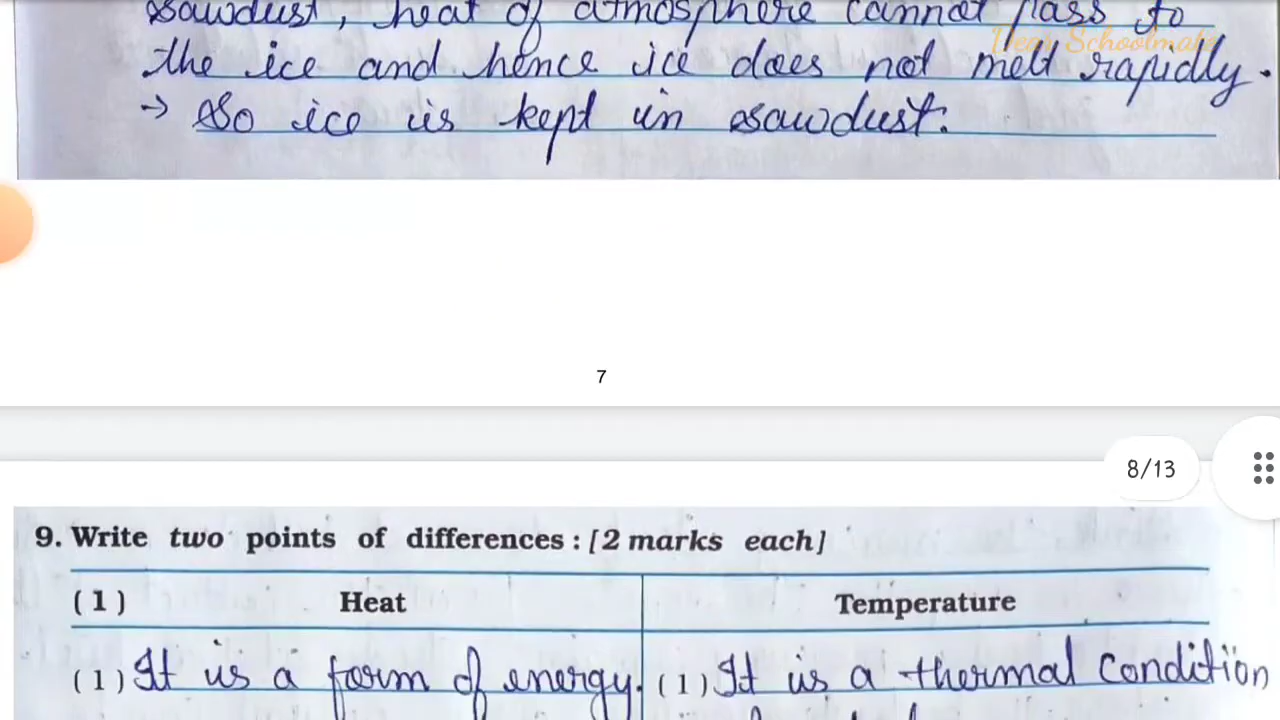 sawdust, heat of atmosphere cannot pass to
Dear Schoolmate
the ice and hence ice does not melt rapidly.
→ So ice is kept in sawdust.
7
8/13
9. Write two points of differences : [2 marks each]
(1) Heat Temperature
(1) It is a form of energy. (1) It is a thermal condition